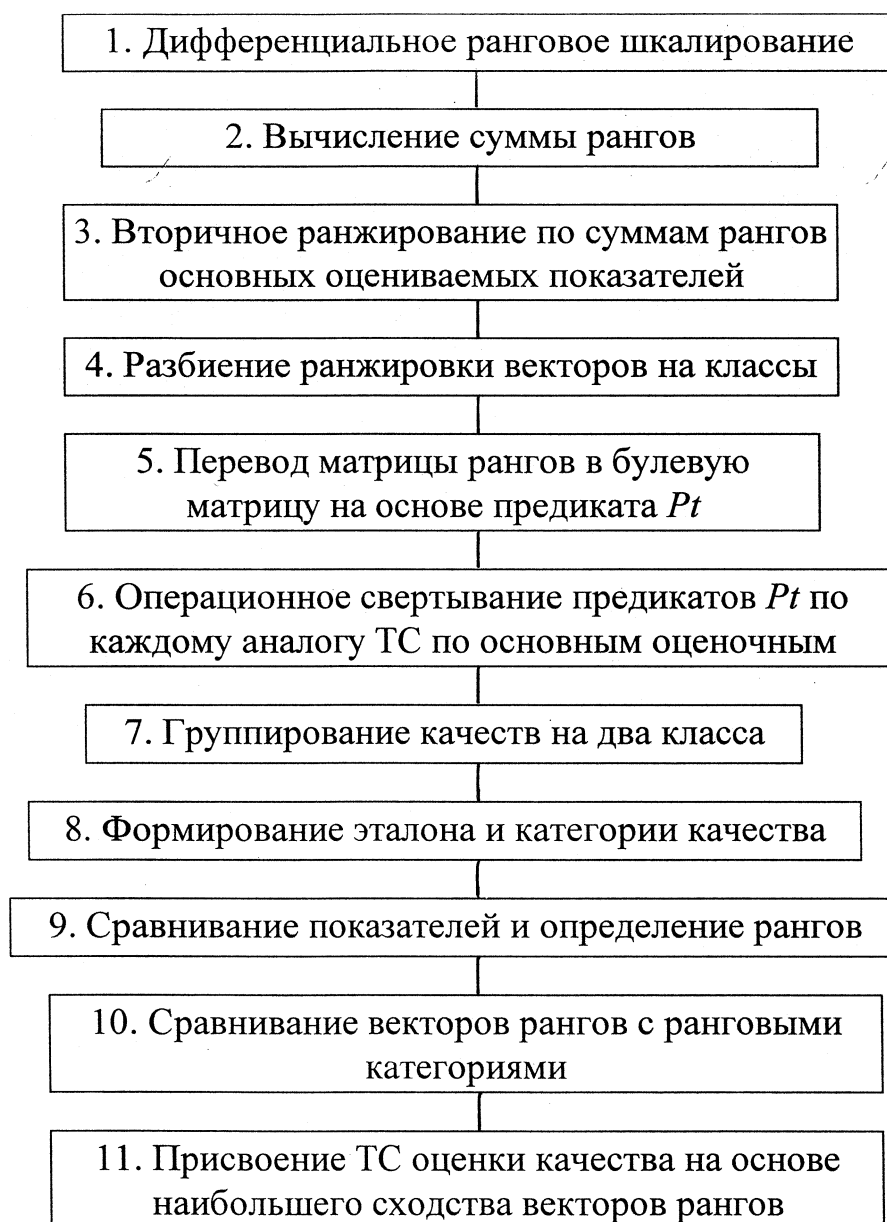 1. Дифференциальное ранговое шкалирование
2. Вычисление суммы рангов
3. Вторичное ранжирование по суммам рангов
основных оцениваемых показателей
4. Разбиение ранжировки векторов на классы
5. Перевод матрицы рангов в булевую
матрицу на основе предиката Pt
6. Операционное свертывание предикатов Pt по
каждому аналогу ТС по основным оценочным
7. Группирование качеств на два класса
8. Формирование эталона и категории качества
9. Сравнивание показателей и определение рангов
10. Сравнивание векторов рангов с ранговыми
категориями
11. Присвоение ТС оценки качества на основе
наибольшего сходства векторов рангов